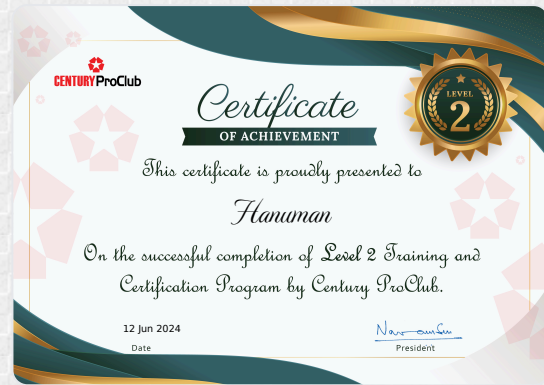 CENTURY ProClub
LEVEL
2
Certificate
OF ACHIEVEMENT
This certificate is proudly presented to
Hanuman
On the successful completion of Level 2 Training and
Certification Program by Century ProClub.
12 Jun 2024
Date
President